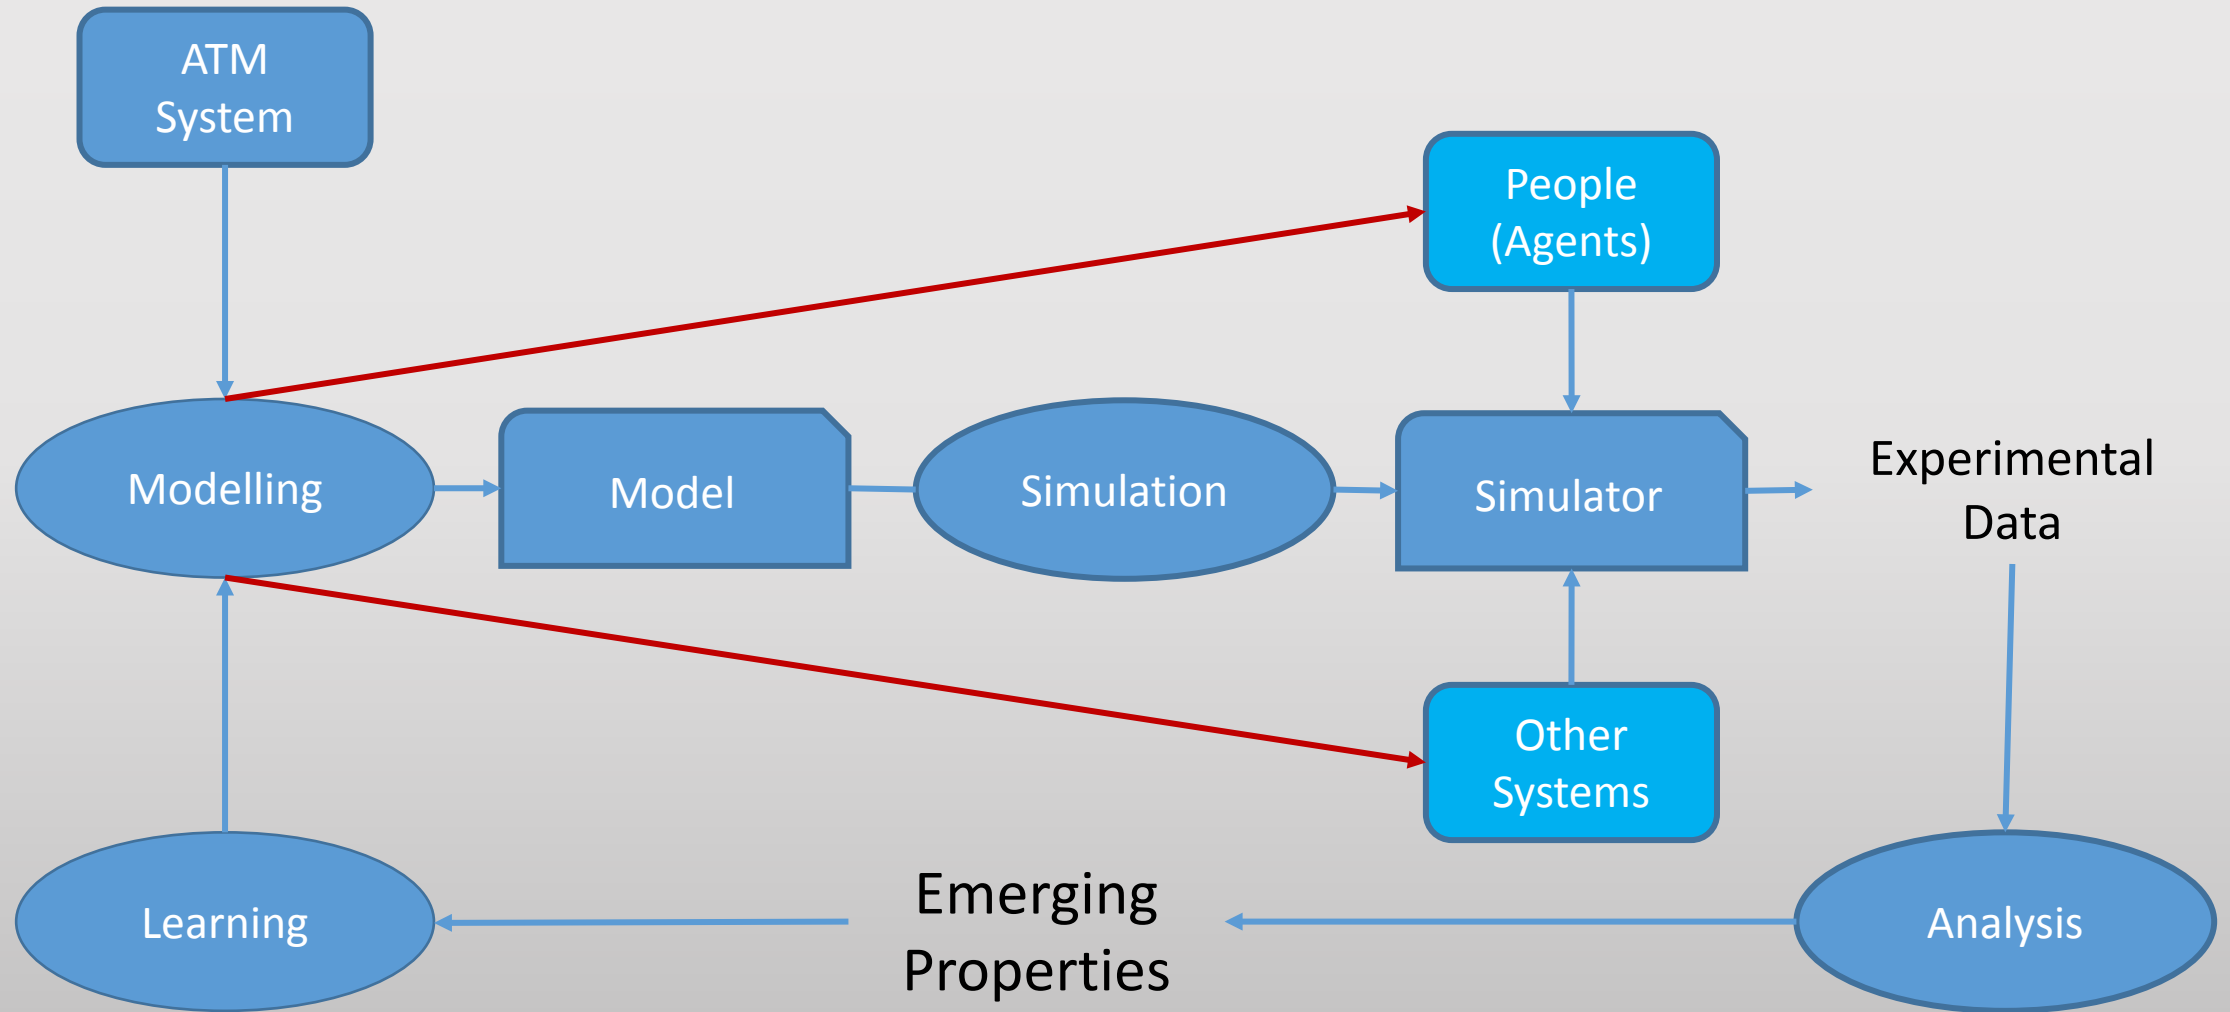 ATM
System
People
(Agents)
Modelling
Model
Simulation
Simulator
Experimental
Data
Other
Systems
Learning
Emerging
Properties
Analysis